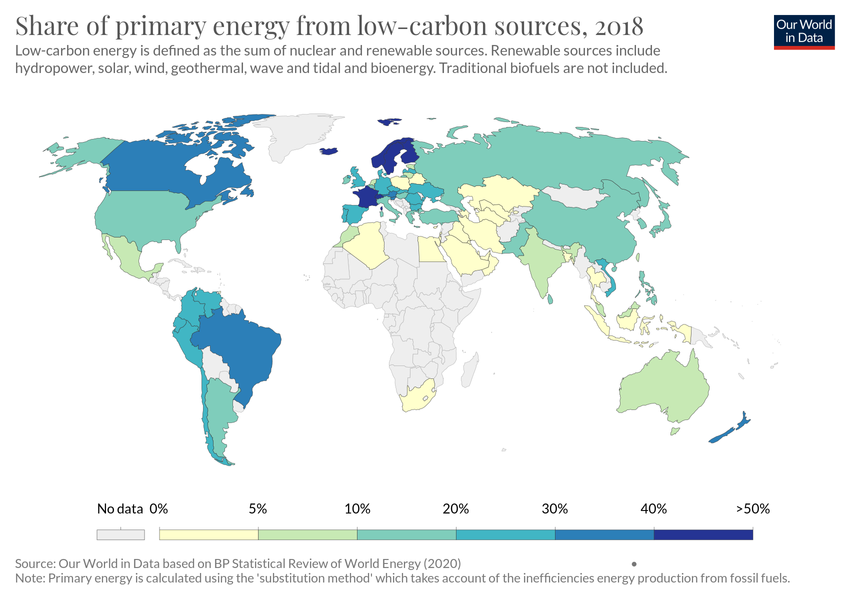 Share of primary energy from low-carbon sources, 2018
Our World
in Data
Low-carbon energy is defined as the sum of nuclear and renewable sources. Renewable sources include
hydropower, solar, wind, geothermal, wave and tidal and bioenergy. Traditional biofuels are not included.
No data 0% 5% 10% 20% 30% 40% >50%
Source: Our World in Data based on BP Statistical Review of World Energy (2020)
Note: Primary energy is calculated using the 'substitution method' which takes account of the inefficiencies energy production from fossil fuels.